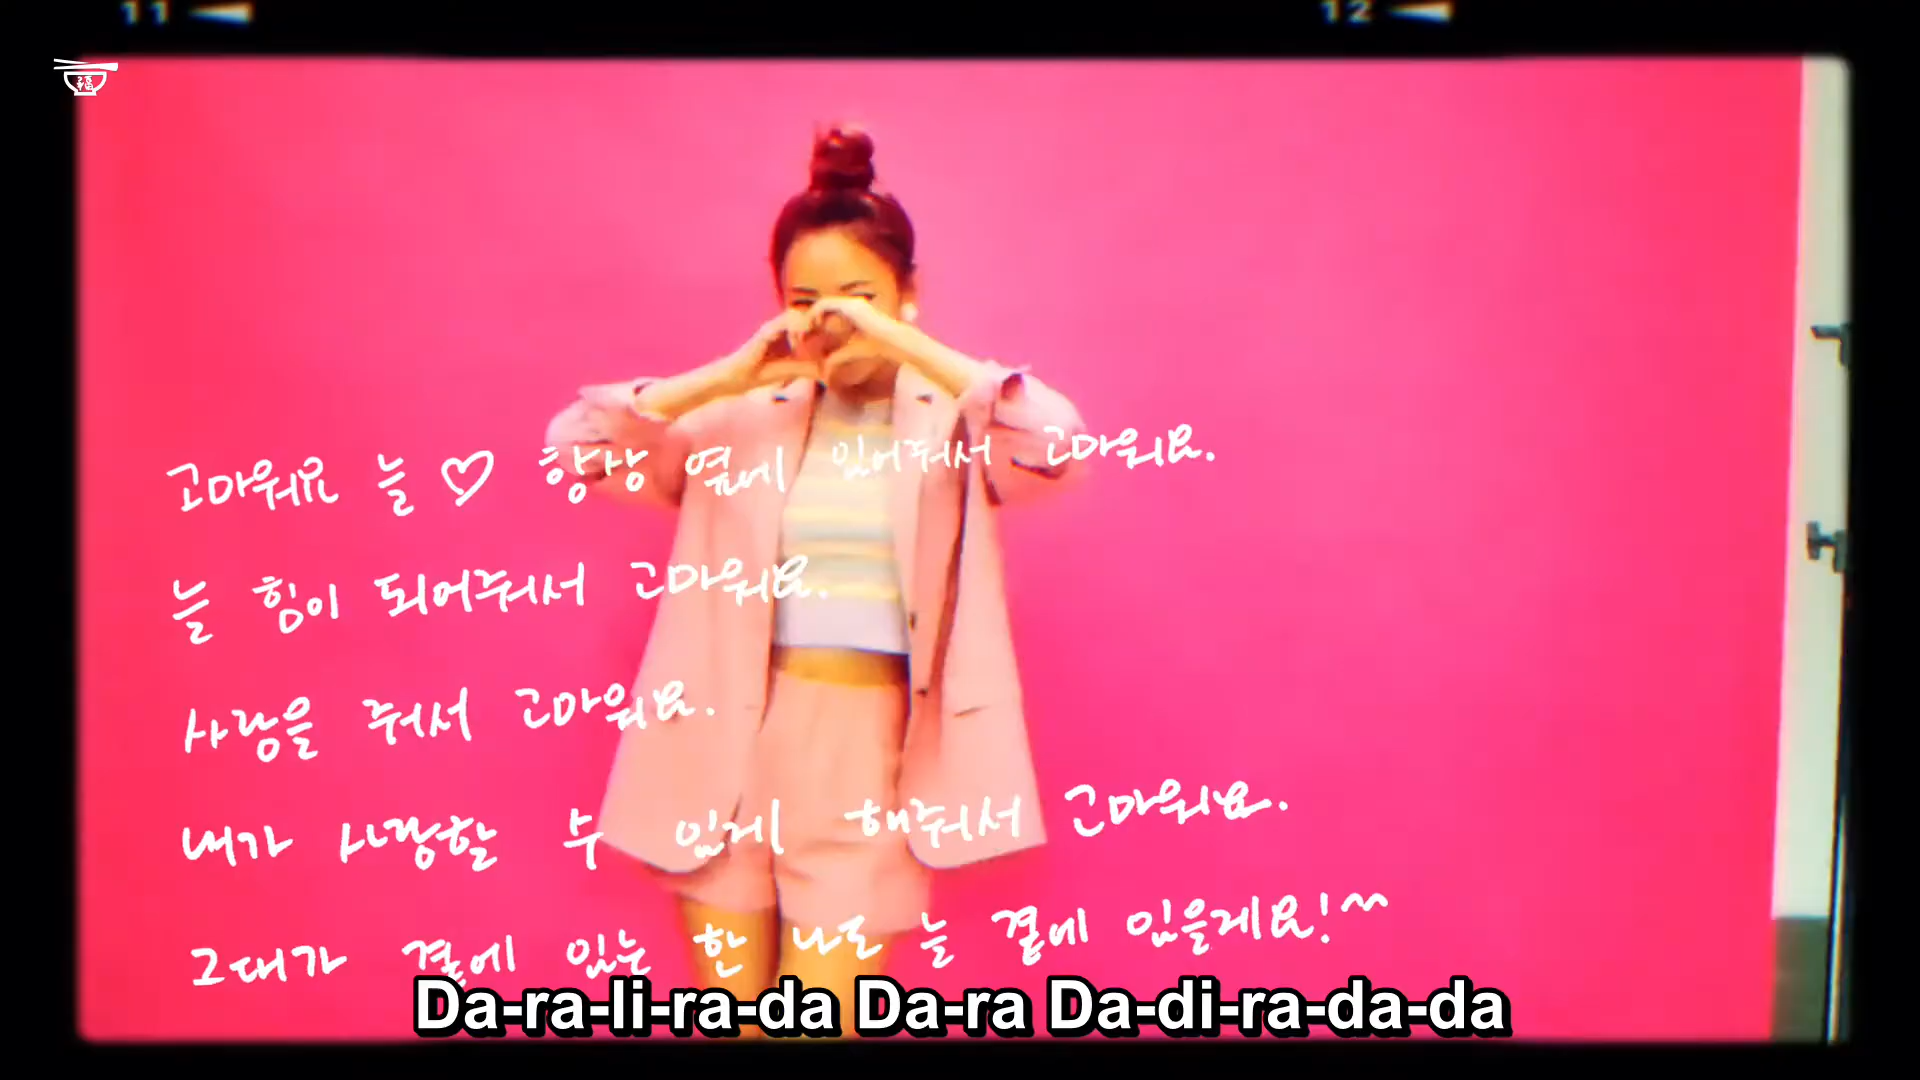 11 12
福
고마워요 늘 ♡ 항상 옆에 있어줘서 고마워요.
늘 힘이 되어줘서 고마워요.
사랑을 줘서 고마워요.
내가 사랑할 수 있게 해줘서 고마워요.
그대가 곁에 있는 한 나도 늘 곁에 있을게요!^^
Da-ra-li-ra-da Da-ra Da-di-ra-da-da